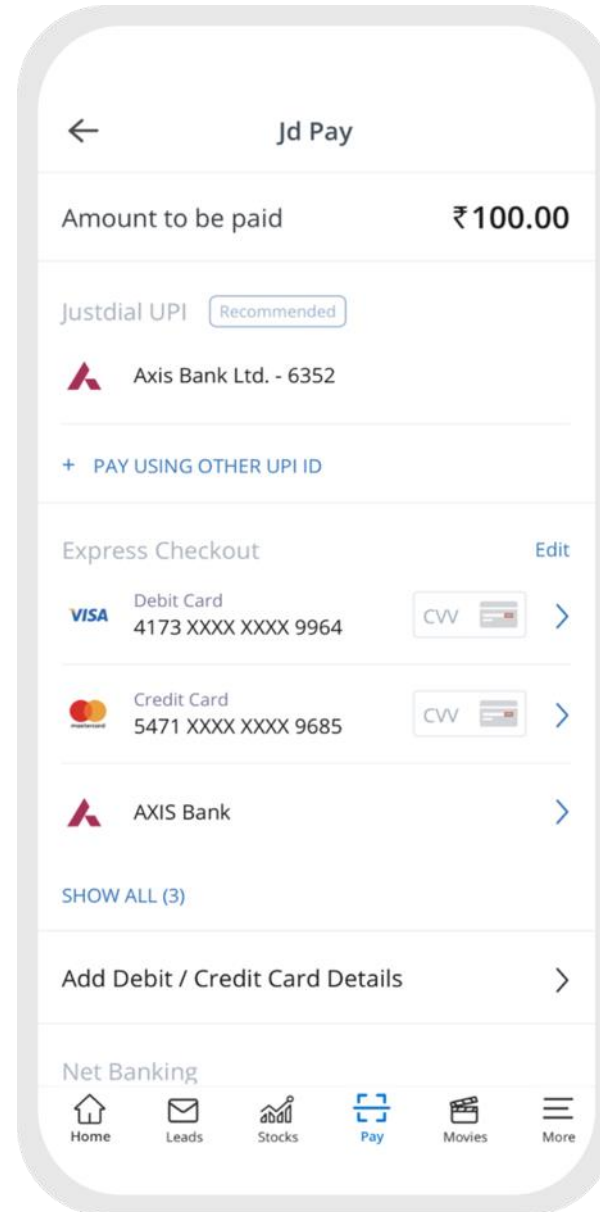 Jd Pay
Amount to be paid ₹100.00
Justdial UPI Recommended
Axis Bank Ltd. - 6352
+ PAY USING OTHER UPI ID
Express Checkout Edit
VISA Debit Card
4173 XXXX XXXX 9964 CVV
Credit Card
mastercard 5471 XXXX XXXX 9685 CVV
AXIS Bank
SHOW ALL (3)
Add Debit / Credit Card Details
Net Banking
Home Leads Stocks Pay Movies More